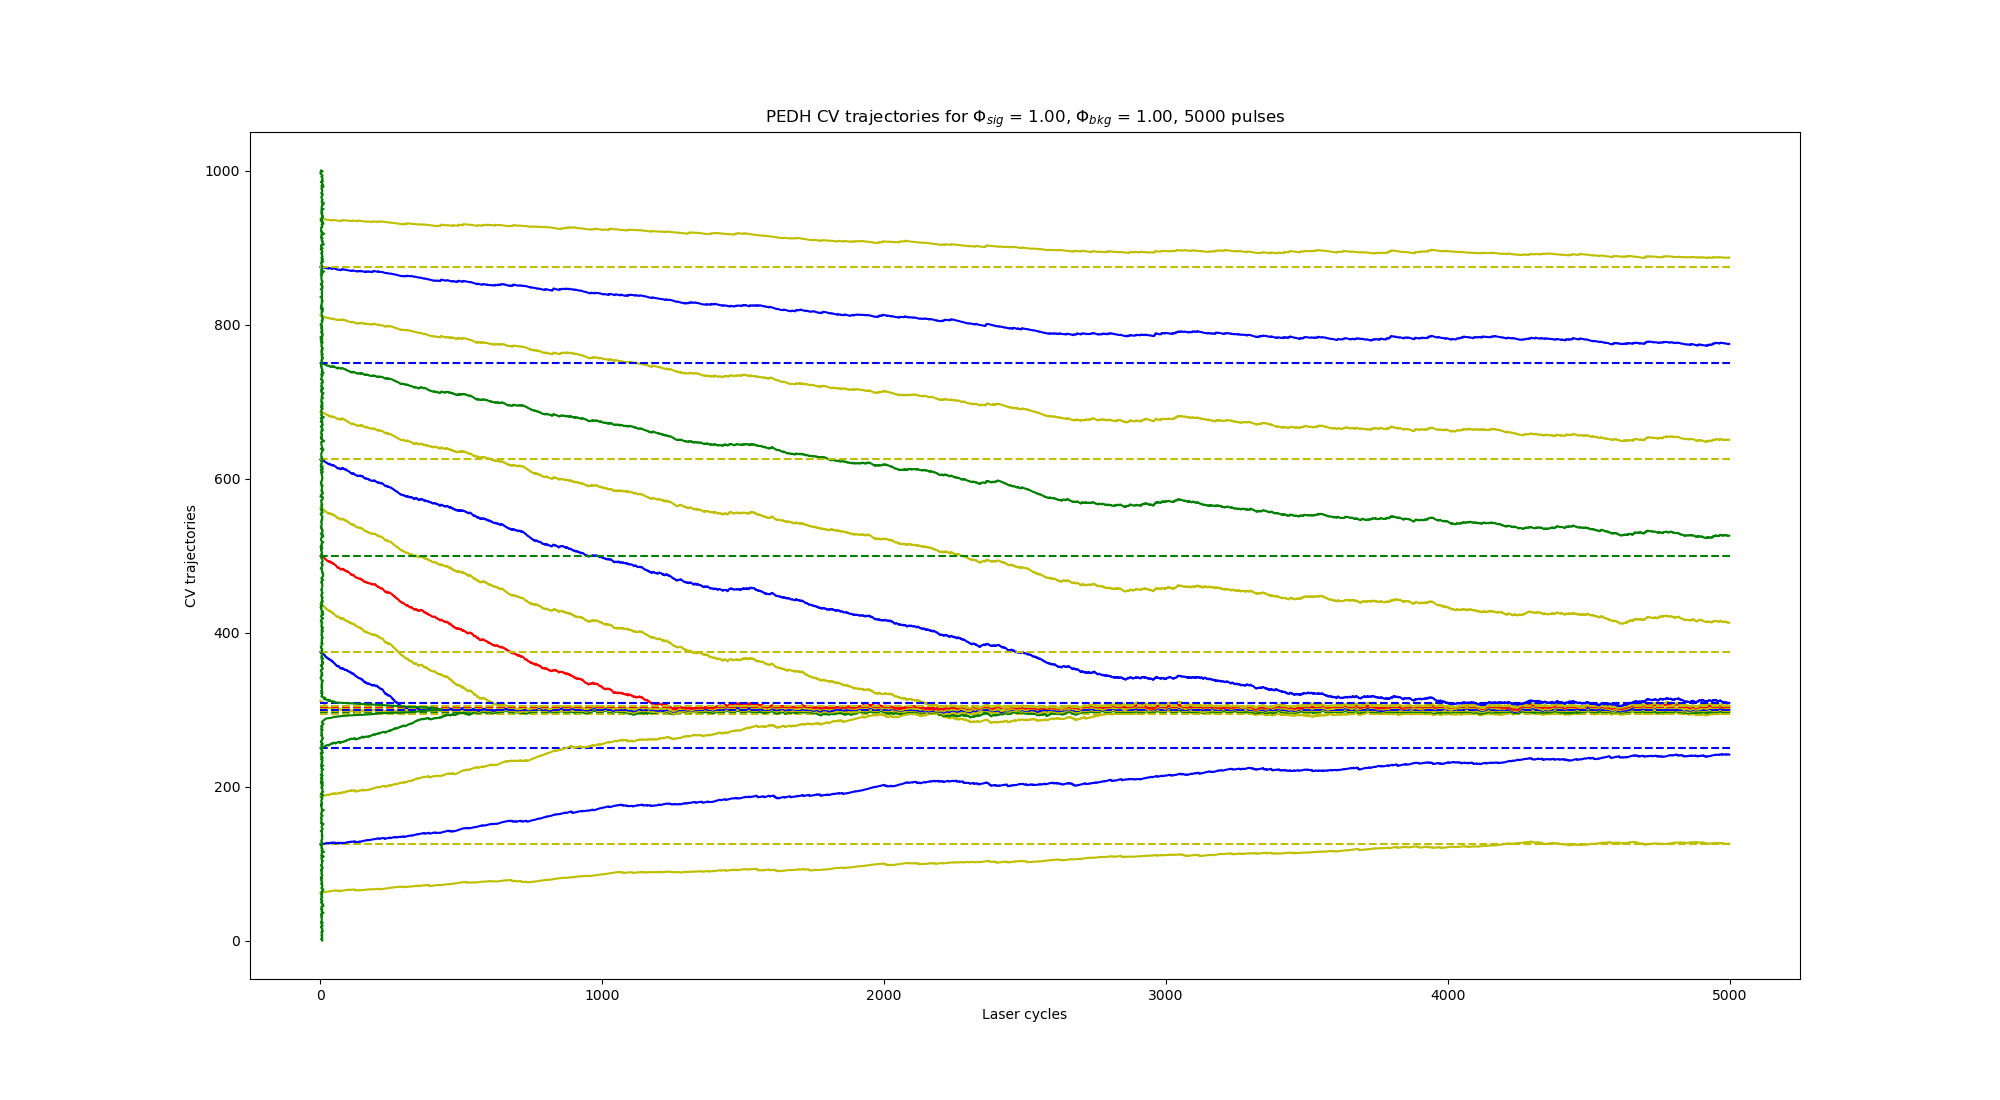 PEDH CV trajectories for Φsig = 1.00, Φbkg = 1.00, 5000 pulses
CV trajectories
1000
800
600
400
200
0
0 1000 2000 3000 4000 5000
Laser cycles